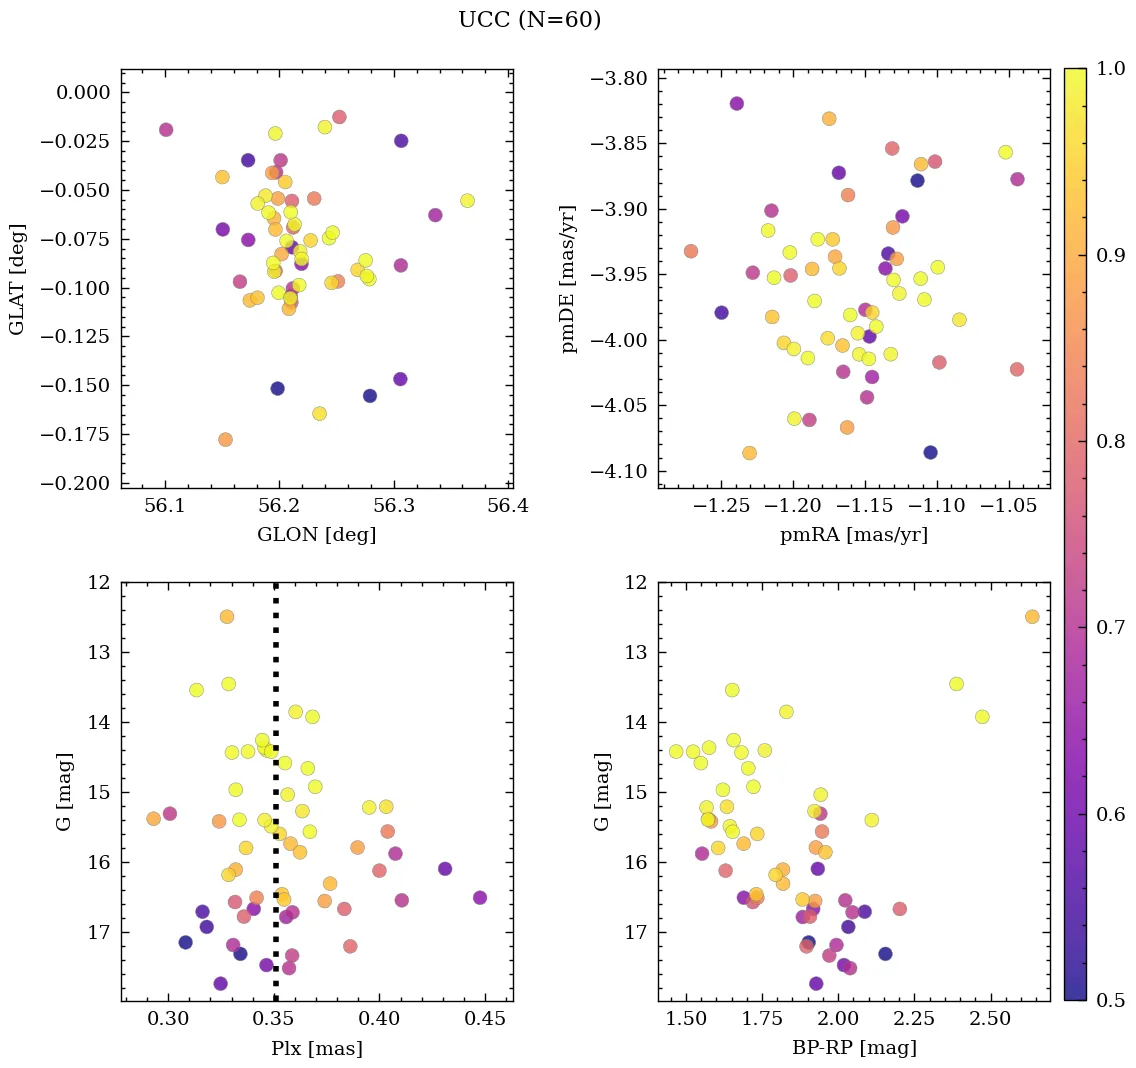 UCC (N=60)
0.000
−0.025
−0.050
−0.075
−0.100
−0.125
−0.150
−0.175
−0.200
GLAT [deg]
56.1 56.2 56.3 56.4
GLON [deg]
−3.80
−3.85
−3.90
−3.95
−4.00
−4.05
−4.10
pmDE [mas/yr]
−1.25 −1.20 −1.15 −1.10 −1.05
pmRA [mas/yr]
12
13
14
15
16
17
G [mag]
0.30 0.35 0.40 0.45
Plx [mas]
12
13
14
15
16
17
G [mag]
1.50 1.75 2.00 2.25 2.50
BP-RP [mag]
1.0
0.9
0.8
0.7
0.6
0.5